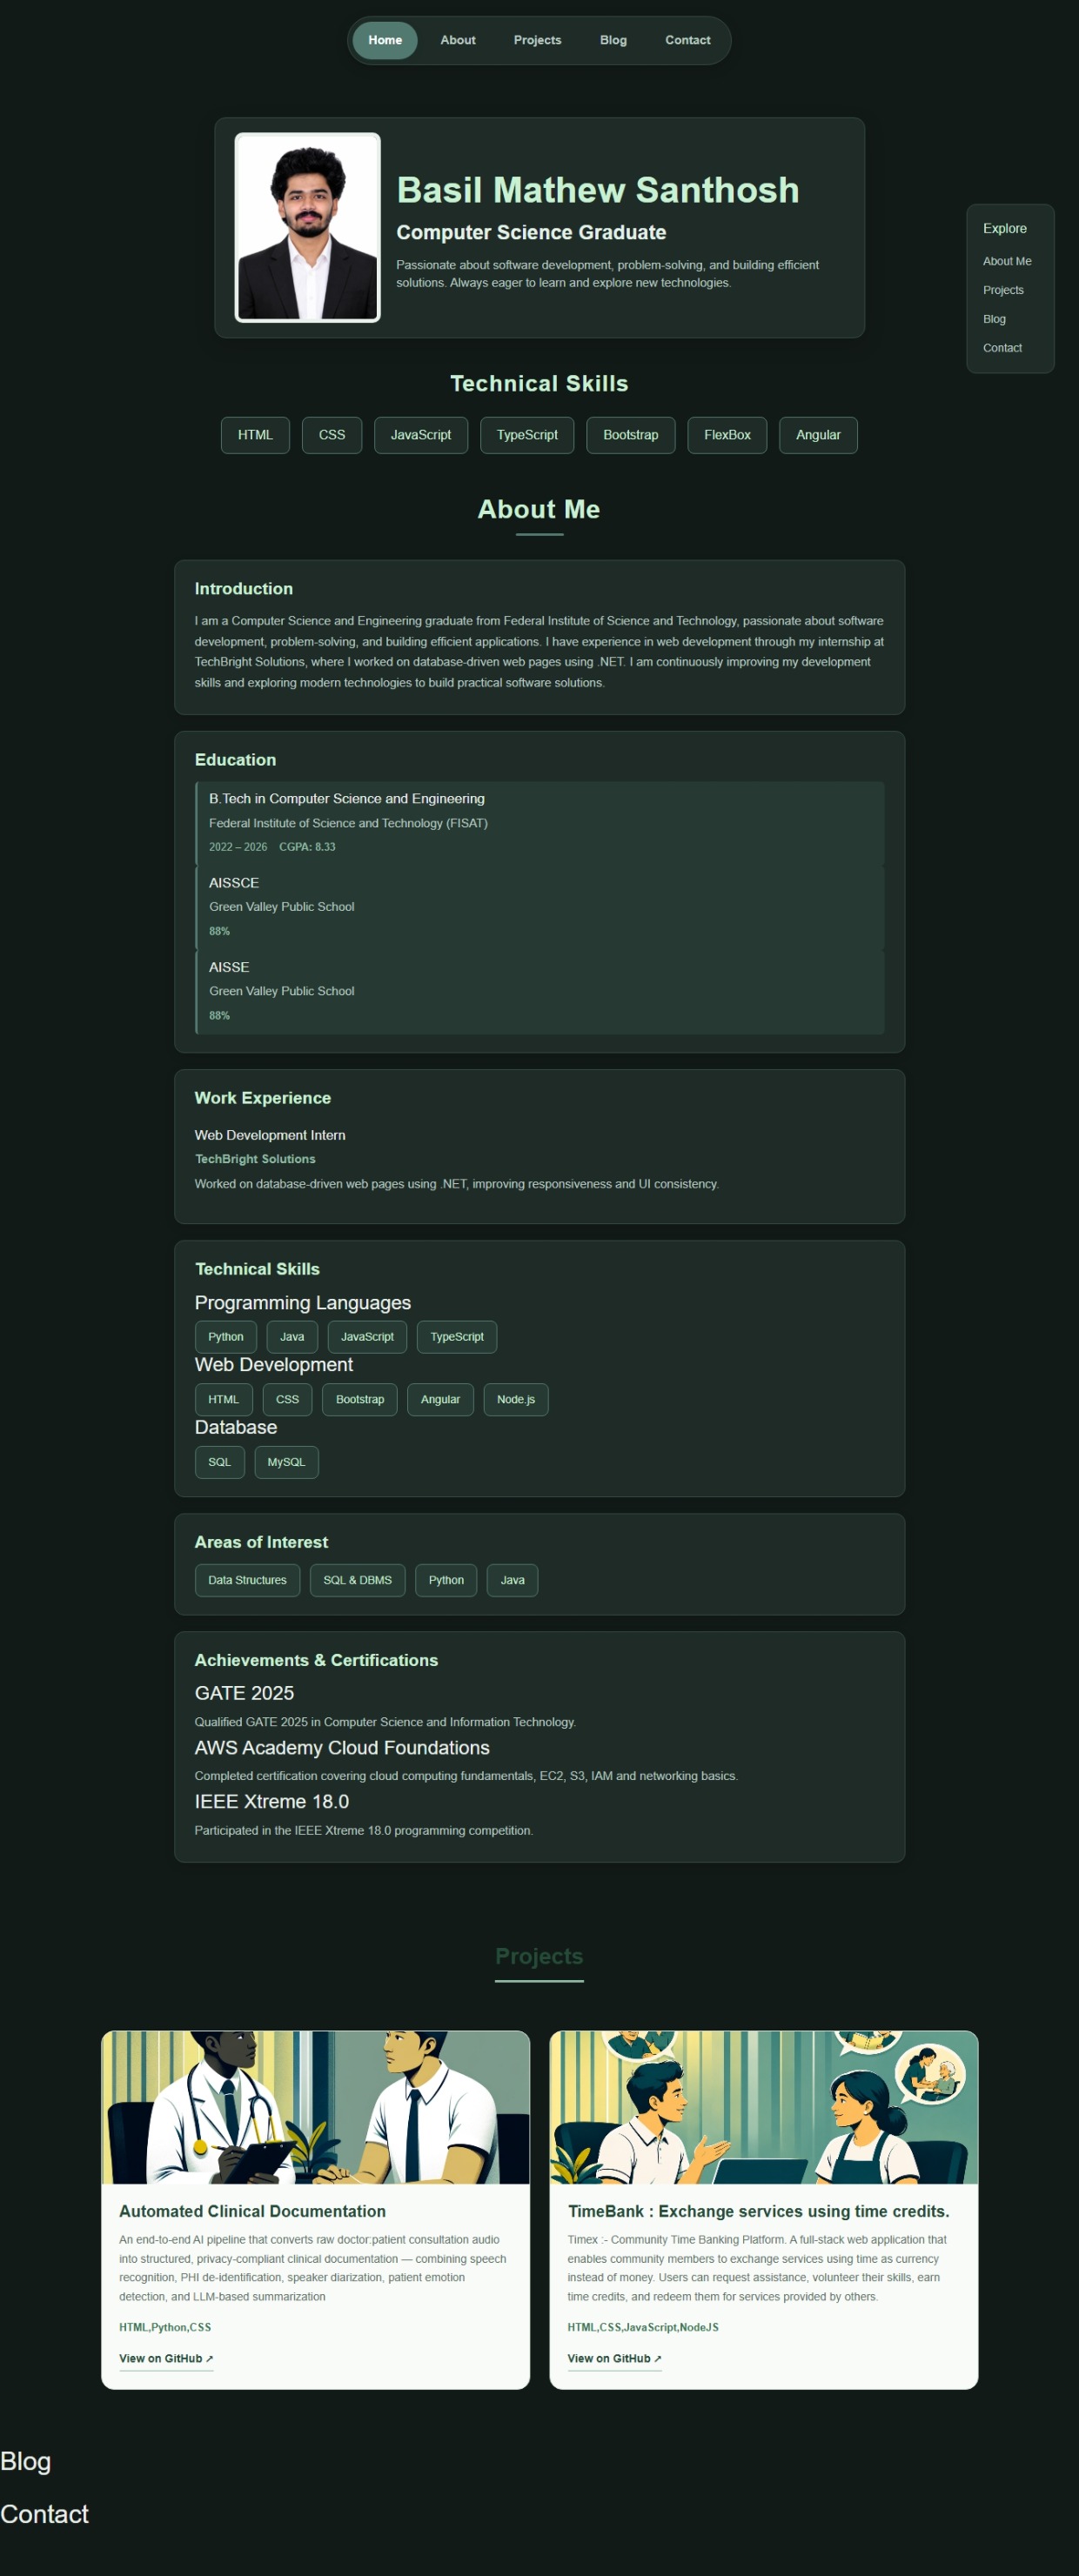 Home About Projects Blog Contact
Basil Mathew Santhosh
Computer Science Graduate
Passionate about software development, problem-solving, and building efficient
solutions. Always eager to learn and explore new technologies.
Explore
About Me
Projects
Blog
Contact
Technical Skills
HTML CSS JavaScript TypeScript Bootstrap FlexBox Angular
About Me
Introduction
I am a Computer Science and Engineering graduate from Federal Institute of Science and Technology, passionate about software
development, problem-solving, and building efficient applications. I have experience in web development through my internship at
TechBright Solutions, where I worked on database-driven web pages using .NET. I am continuously improving my development
skills and exploring modern technologies to build practical software solutions.
Education
B.Tech in Computer Science and Engineering
Federal Institute of Science and Technology (FISAT)
2022 – 2026 CGPA: 8.33
AISSCE
Green Valley Public School
88%
AISSE
Green Valley Public School
88%
Work Experience
Web Development Intern
TechBright Solutions
Worked on database-driven web pages using .NET, improving responsiveness and UI consistency.
Technical Skills
Programming Languages
Python Java JavaScript TypeScript
Web Development
HTML CSS Bootstrap Angular Node.js
Database
SQL MySQL
Areas of Interest
Data Structures SQL & DBMS Python Java
Achievements & Certifications
GATE 2025
Qualified GATE 2025 in Computer Science and Information Technology.
AWS Academy Cloud Foundations
Completed certification covering cloud computing fundamentals, EC2, S3, IAM and networking basics.
IEEE Xtreme 18.0
Participated in the IEEE Xtreme 18.0 programming competition.
Projects
Automated Clinical Documentation
An end-to-end AI pipeline that converts raw doctor:patient consultation audio
into structured, privacy-compliant clinical documentation — combining speech
recognition, PHI de-identification, speaker diarization, patient emotion
detection, and LLM-based summarization
HTML,Python,CSS
View on GitHub ↗
TimeBank : Exchange services using time credits.
Timex :- Community Time Banking Platform. A full-stack web application that
enables community members to exchange services using time as currency
instead of money. Users can request assistance, volunteer their skills, earn
time credits, and redeem them for services provided by others.
HTML,CSS,JavaScript,NodeJS
View on GitHub ↗
Blog
Contact